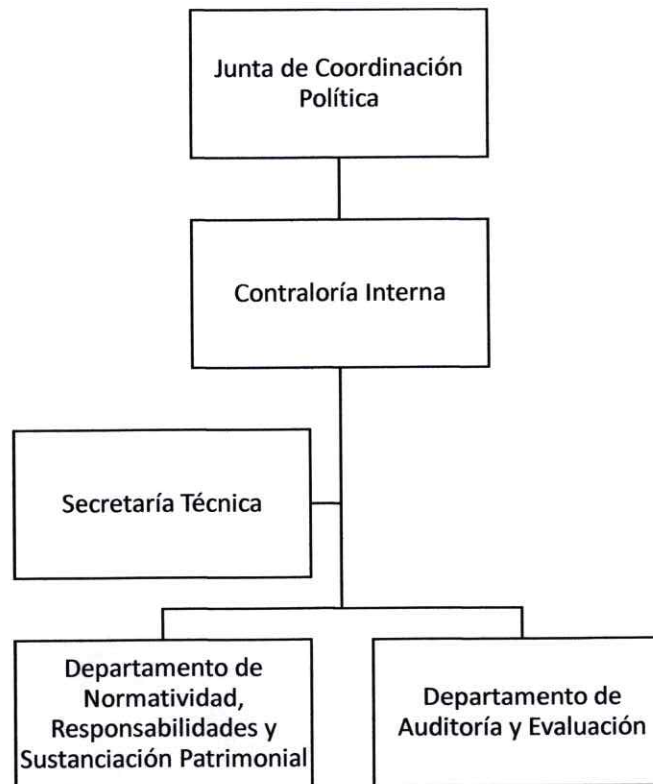 Junta de Coordinación
Política
Contraloría Interna
Secretaría Técnica
Departamento de
Normatividad,
Responsabilidades y
Sustanciación Patrimonial
Departamento de
Auditoría y Evaluación